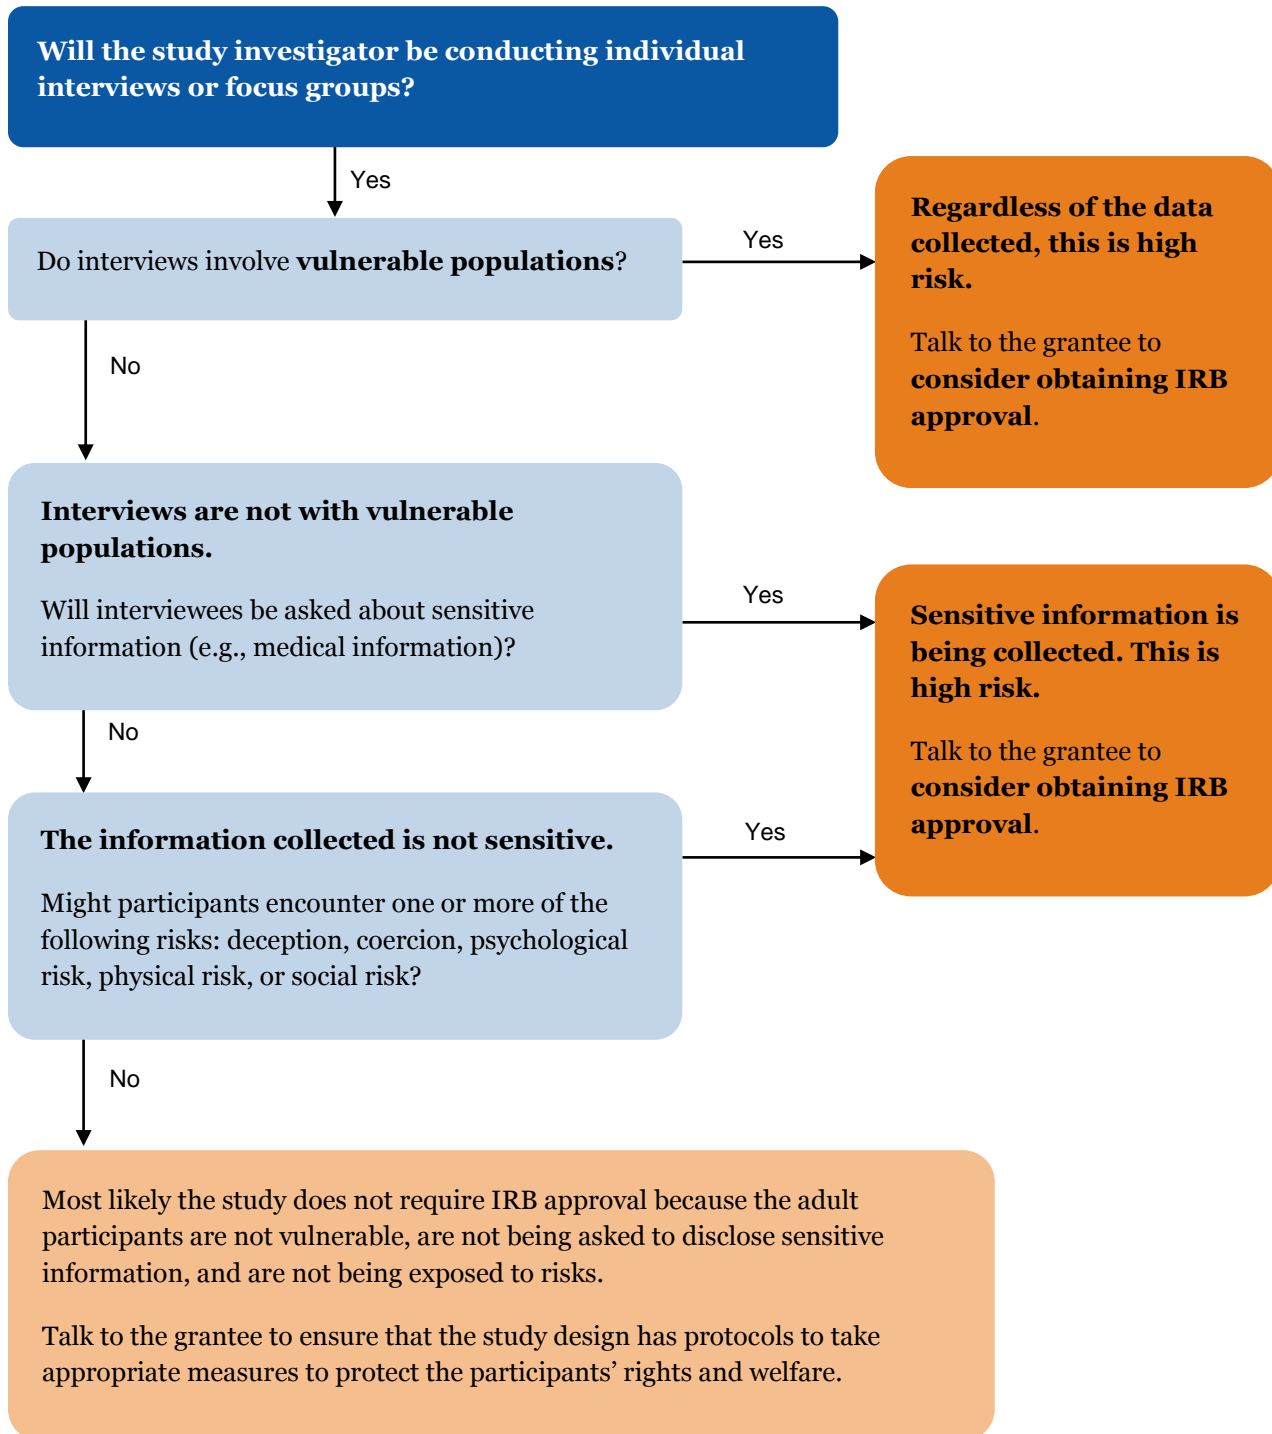 Will the study investigator be conducting individual
interviews or focus groups?
Yes
Do interviews involve vulnerable populations?
Yes
Regardless of the data
collected, this is high
risk.
Talk to the grantee to
consider obtaining IRB
approval.
No
Interviews are not with vulnerable
populations.
Will interviewees be asked about sensitive
information (e.g., medical information)?
Yes
Sensitive information is
being collected. This is
high risk.
Talk to the grantee to
consider obtaining IRB
approval.
No
The information collected is not sensitive.
Might participants encounter one or more of the
following risks: deception, coercion, psychological
risk, physical risk, or social risk?
Yes
No
Most likely the study does not require IRB approval because the adult
participants are not vulnerable, are not being asked to disclose sensitive
information, and are not being exposed to risks.
Talk to the grantee to ensure that the study design has protocols to take
appropriate measures to protect the participants’ rights and welfare.